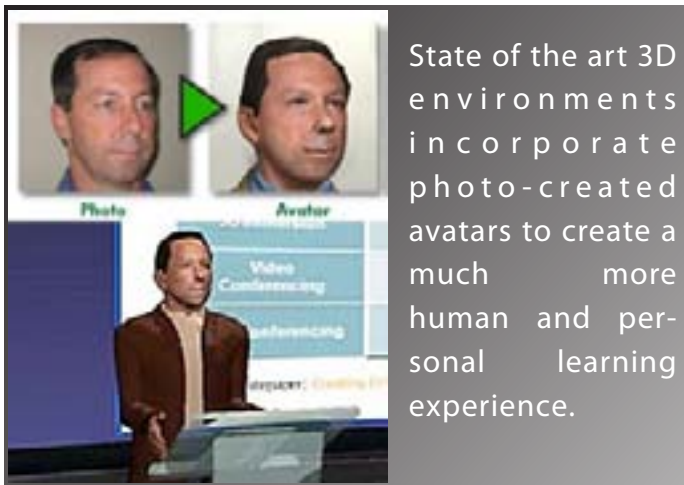 State of the art 3D
environments
incorporate
photo-created
avatars to create a
much more
human and per-
sonal learning
experience.
Photo Avatar
Video
Conferencing